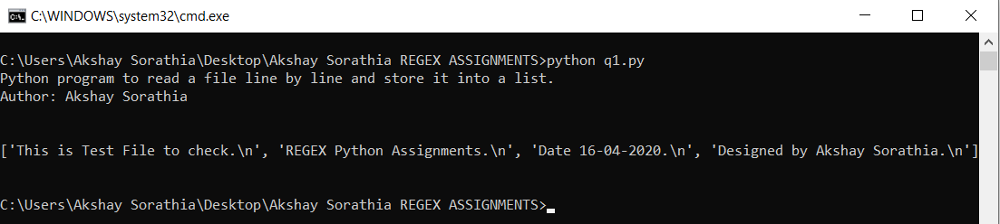 C:\WINDOWS\system32\cmd.exe
C:\Users\Akshay Sorathia\Desktop\Akshay Sorathia REGEX ASSIGNMENTS>python q1.py
Python program to read a file line by line and store it into a list.
Author: Akshay Sorathia
['This is Test File to check.\n', 'REGEX Python Assignments.\n', 'Date 16-04-2020.\n', 'Designed by Akshay Sorathia.\n']
C:\Users\Akshay Sorathia\Desktop\Akshay Sorathia REGEX ASSIGNMENTS>